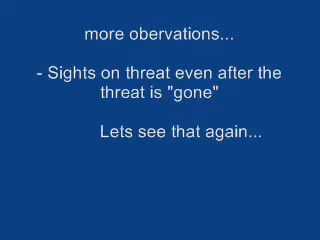 more obervations...
- Sights on threat even after the
threat is "gone"
Lets see that again...